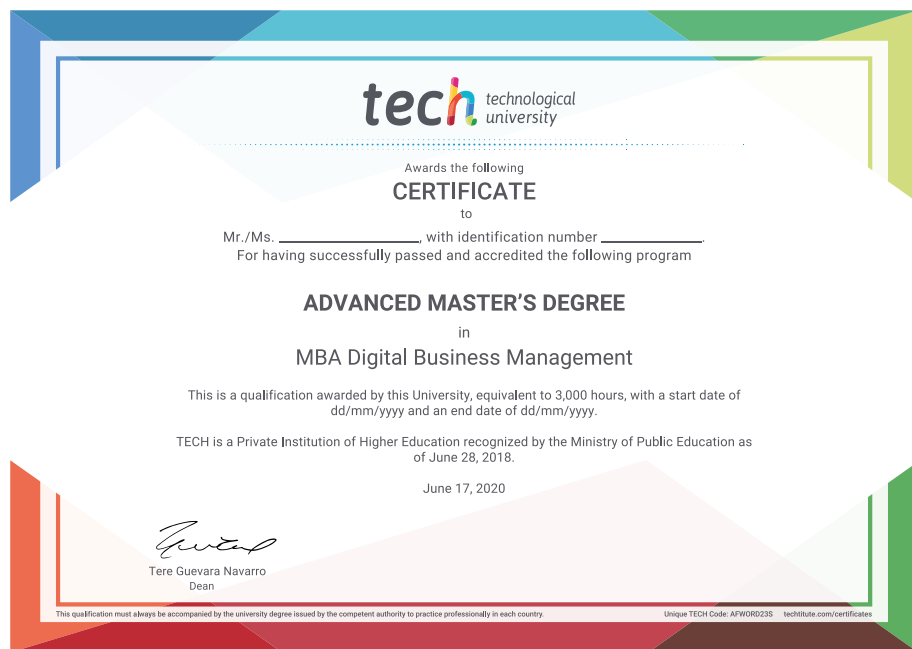 tech technological
university
Awards the following
CERTIFICATE
to
Mr./Ms. ____________________, with identification number ______________.
For having successfully passed and accredited the following program
ADVANCED MASTER'S DEGREE
in
MBA Digital Business Management
This is a qualification awarded by this University, equivalent to 3,000 hours, with a start date of
dd/mm/yyyy and an end date of dd/mm/yyyy.
TECH is a Private Institution of Higher Education recognized by the Ministry of Public Education as
of June 28, 2018.
June 17, 2020
Tere Guevara Navarro
Dean
This qualification must always be accompanied by the university degree issued by the competent authority to practice professionally in each country.
Unique TECH Code: AFWORD23S techtitute.com/certificates